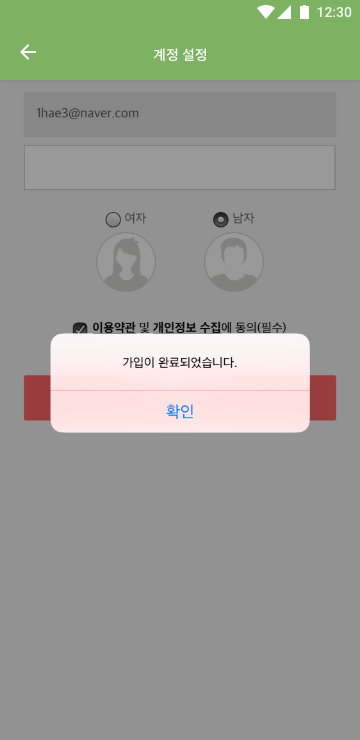 12:30
계정 설정
1hae3@naver.com
여자 남자
이용약관 및 개인정보 수집에 동의(필수)
가입이 완료되었습니다.
확인